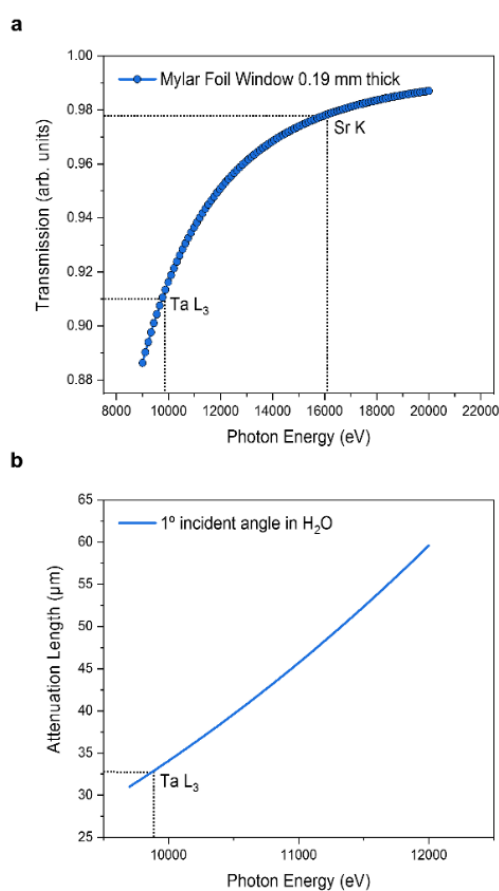 a
Mylar Foil Window 0.19 mm thick
1.00
0.98
0.96
0.94
0.92
0.90
0.88
Sr K
Ta L₃
Transmission (arb. units)
8000 10000 12000 14000 16000 18000 20000 22000
Photon Energy (eV)
b
1º incident angle in H₂O
65
60
55
50
45
40
35
30
25
Ta L₃
Attenuation Length (µm)
10000 11000 12000
Photon Energy (eV)